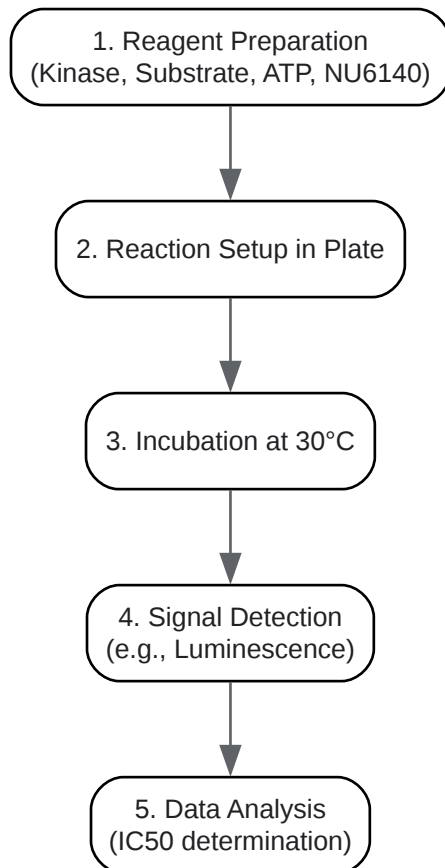 1. Reagent Preparation
(Kinase, Substrate, ATP, NU6140)
2. Reaction Setup in Plate
3. Incubation at 30°C
4. Signal Detection
(e.g., Luminescence)
5. Data Analysis
(IC50 determination)